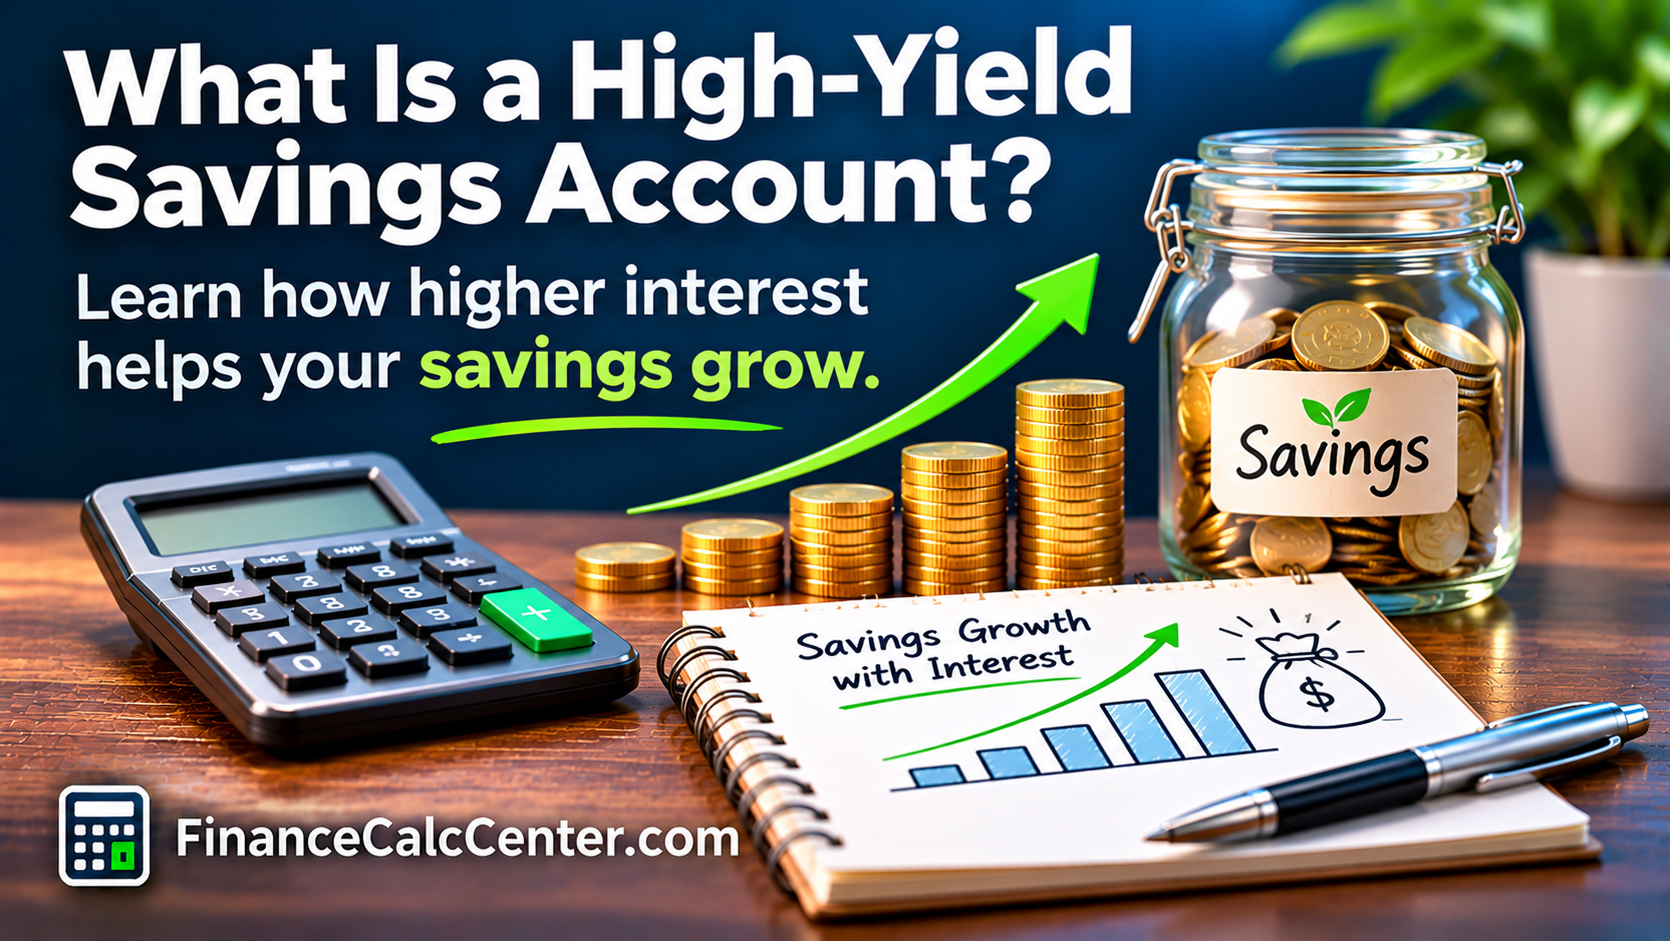 What Is a High-Yield
Savings Account?
Learn how higher interest
helps your savings grow.
Savings
Savings Growth
with Interest
$
FinanceCalcCenter.com